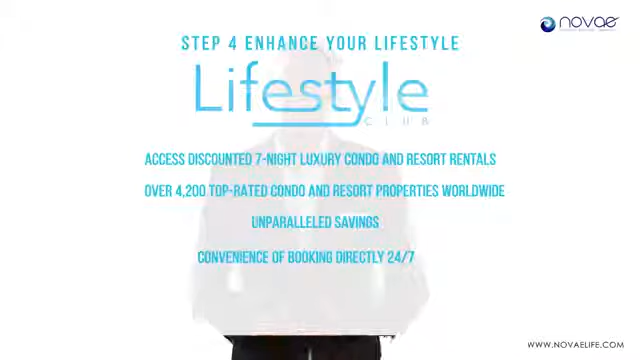 novae
STEP 4 ENHANCE YOUR LIFESTYLE
Lifestyle
CLUB
ACCESS DISCOUNTED 7-NIGHT LUXURY CONDO AND RESORT RENTALS
OVER 4,200 TOP-RATED CONDO AND RESORT PROPERTIES WORLDWIDE
UNPARALLELED SAVINGS
CONVENIENCE OF BOOKING DIRECTLY 24/7
WWW.NOVAELIFE.COM